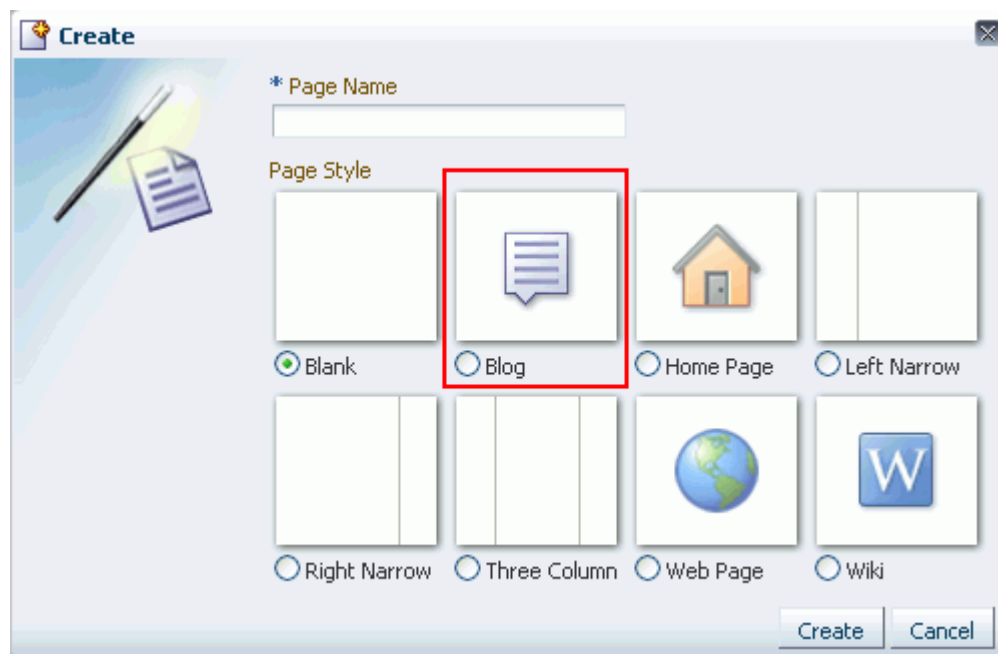 Create
* Page Name
Page Style
Blank Blog Home Page Left Narrow
W
Right Narrow Three Column Web Page Wiki
Create Cancel